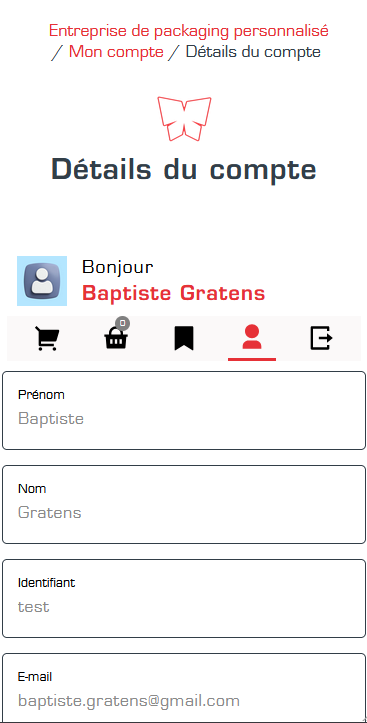 Entreprise de packaging personnalisé
/ Mon compte / Détails du compte
Détails du compte
Bonjour
Baptiste Gratens
0
Prénom
Baptiste
Nom
Gratens
Identifiant
test
E-mail
baptiste.gratens@gmail.com